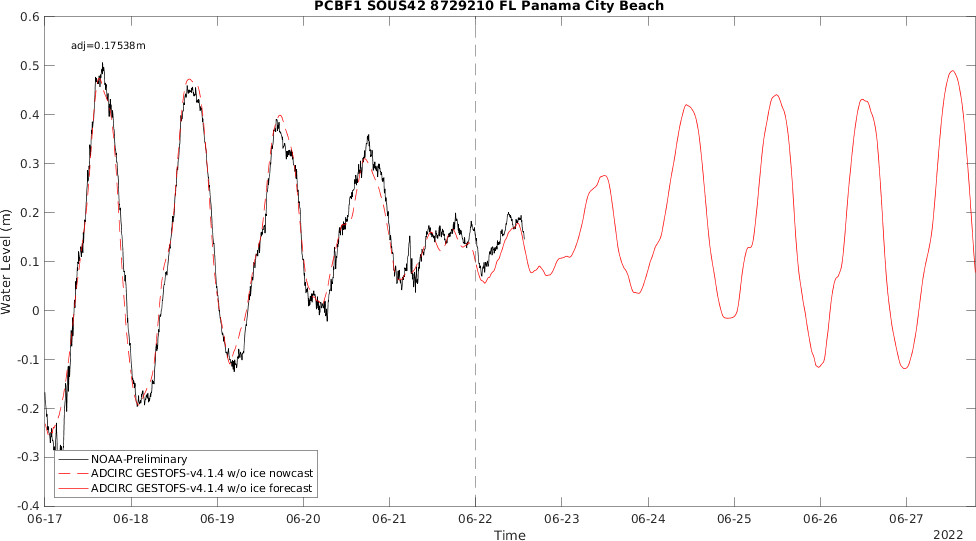 PCBF1 SOUS42 8729210 FL Panama City Beach
0.6
adj=0.17538m
0.5
0.4
0.3
0.2
0.1
0
-0.1
-0.2
-0.3
-0.4
Water Level (m)
NOAA-Preliminary
ADCIRC GESTOFS-v4.1.4 w/o ice nowcast
ADCIRC GESTOFS-v4.1.4 w/o ice forecast
06-17 06-18 06-19 06-20 06-21 06-22 06-23 06-24 06-25 06-26 06-27
Time
2022